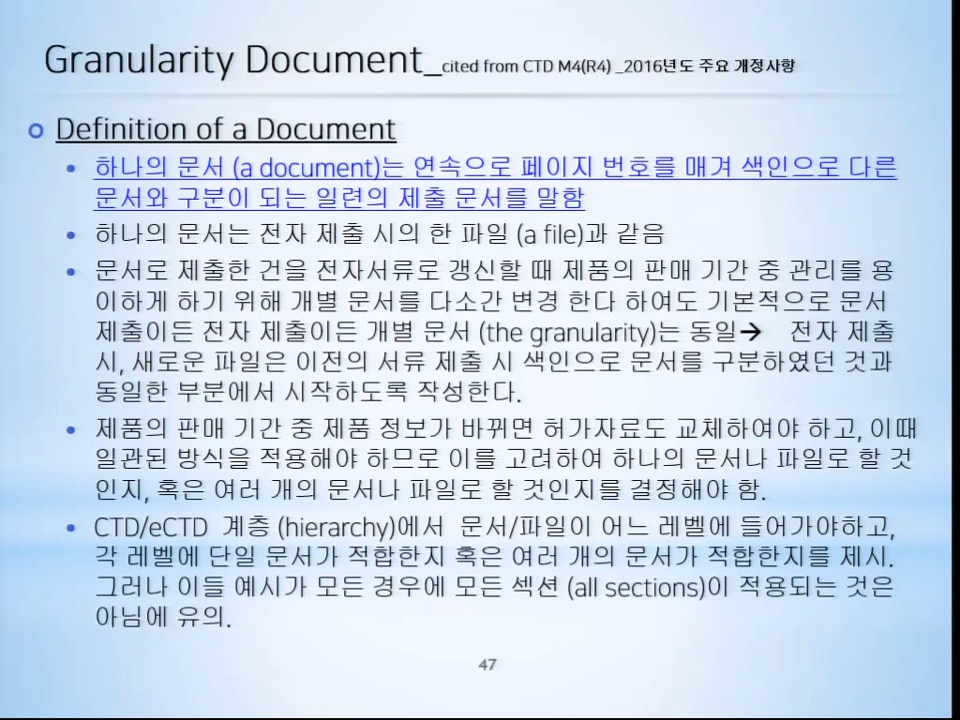 Granularity Document_cited from CTD M4(R4) _2016년도 주요 개정사항
Definition of a Document
하나의 문서 (a document)는 연속으로 페이지 번호를 매겨 색인으로 다른
문서와 구분이 되는 일련의 제출 문서를 말함
하나의 문서는 전자 제출 시의 한 파일 (a file)과 같음
문서로 제출한 건을 전자서류로 갱신할 때 제품의 판매 기간 중 관리를 용
이하게 하기 위해 개별 문서를 다소간 변경 한다 하여도 기본적으로 문서
제출이든 전자 제출이든 개별 문서 (the granularity)는 동일➔ 전자 제출
시, 새로운 파일은 이전의 서류 제출 시 색인으로 문서를 구분하였던 것과
동일한 부분에서 시작하도록 작성한다.
제품의 판매 기간 중 제품 정보가 바뀌면 허가자료도 교체하여야 하고, 이때
일관된 방식을 적용해야 하므로 이를 고려하여 하나의 문서나 파일로 할 것
인지, 혹은 여러 개의 문서나 파일로 할 것인지를 결정해야 함.
CTD/eCTD 계층 (hierarchy)에서 문서/파일이 어느 레벨에 들어가야하고,
각 레벨에 단일 문서가 적합한지 혹은 여러 개의 문서가 적합한지를 제시.
그러나 이들 예시가 모든 경우에 모든 섹션 (all sections)이 적용되는 것은
아님에 유의.
47